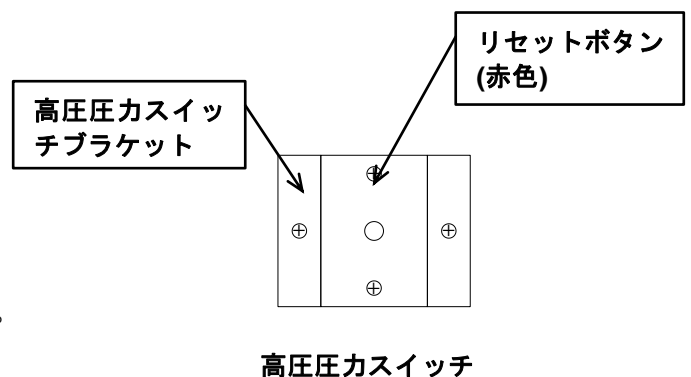 リセットボタン
(赤色)
高圧圧力スイッ
チブラケット
。
高圧圧力スイッチ